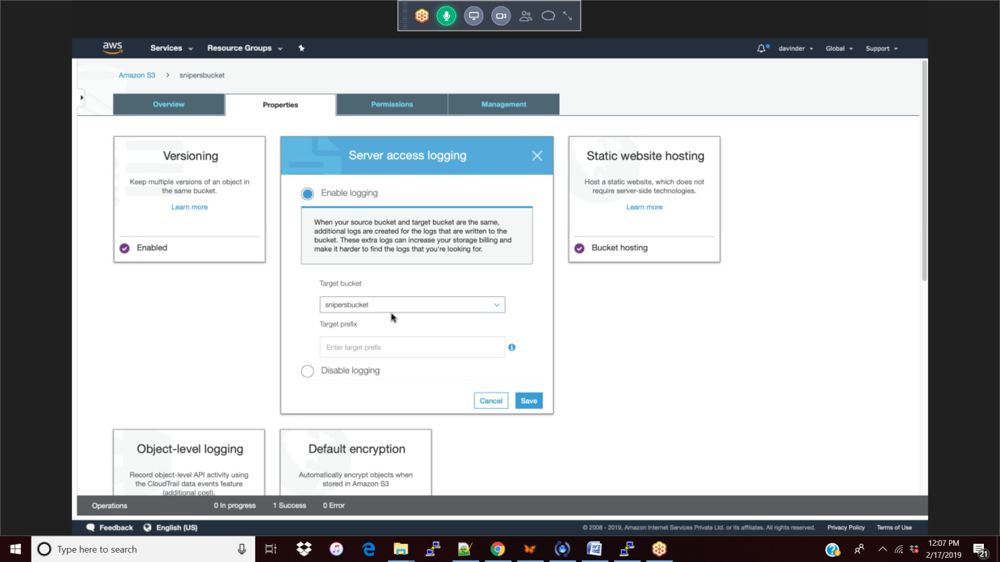 aws
Services
Resource Groups
davinder
Global
Support
Amazon S3 > snipersbucket
Overview
Properties
Permissions
Management
Versioning
Keep multiple versions of an object in
the same bucket.
Learn more
Enabled
Server access logging
Enable logging
When your source bucket and target bucket are the same,
additional logs are created for the logs that are written to the
bucket. These extra logs can increase your storage billing and
make it harder to find the logs that you're looking for.
Target bucket
snipersbucket
Target prefix
Enter target prefix
Disable logging
Cancel
Save
Static website hosting
Host a static website, which does not
require server-side technologies.
Learn more
Bucket hosting
Object-level logging
Record object-level API activity using
the CloudTrail data events feature
(additional cost).
Default encryption
Automatically encrypt objects when
stored in Amazon S3
Operations
0 In progress
1 Success
0 Error
Feedback
English (US)
© 2008 - 2019, Amazon Internet Services Private Ltd. or its affiliates. All rights reserved.
Privacy Policy
Terms of Use
Type here to search
12:07 PM
2/17/2019
21